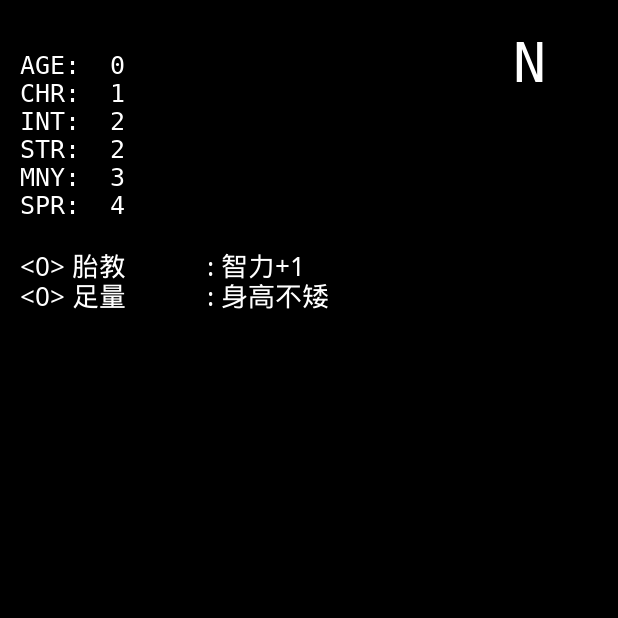 N
AGE: 0
CHR: 1
INT: 2
STR: 2
MNY: 3
SPR: 4
<O> 胎教 : 智力+1
<O> 足量 : 身高不矮